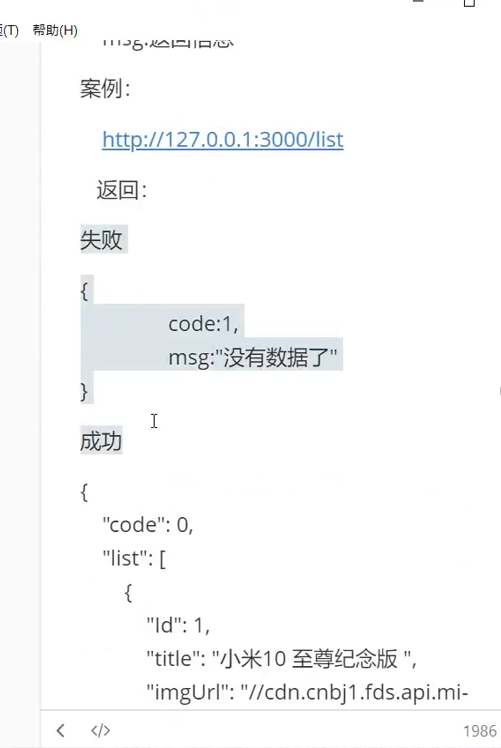 (T) 帮助(H)
msg:返回信息
案例：
http://127.0.0.1:3000/list
返回：
失败
{
code:1,
msg:"没有数据了"
}
成功
{
"code": 0,
"list": [
{
"Id": 1,
"title": "小米10 至尊纪念版 ",
"imgUrl": "//cdn.cnbj1.fds.api.mi-
</> 1986